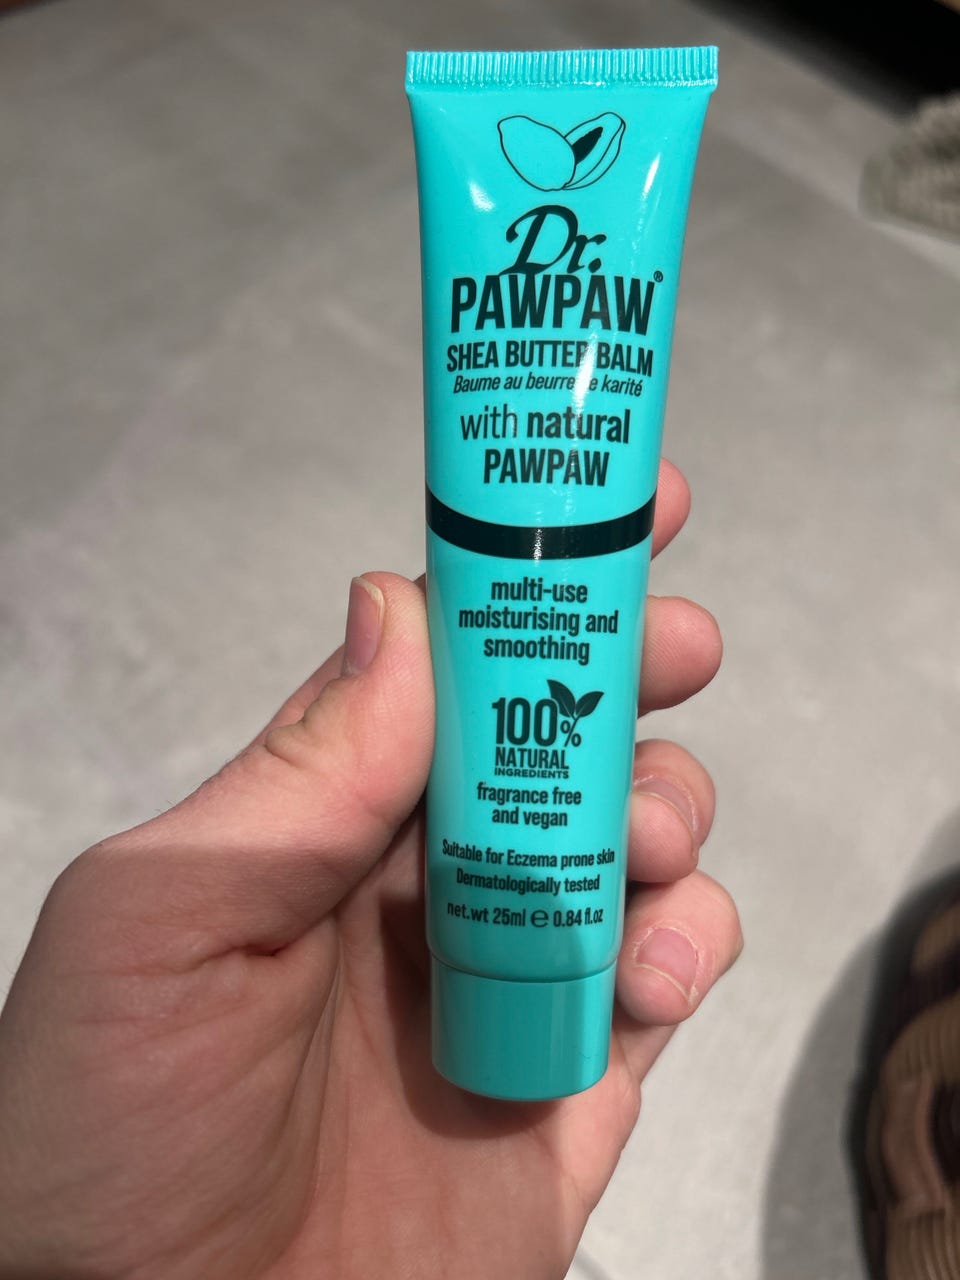 Dr.
PAWPAW®
SHEA BUTTER BALM
Baume au beurre de karité
with natural
PAWPAW
multi-use
moisturising and
smoothing
100%
NATURAL
INGREDIENTS
fragrance free
and vegan
Suitable for Eczema prone skin
Dermatologically tested
net.wt 25ml ℮ 0.84 fl.oz